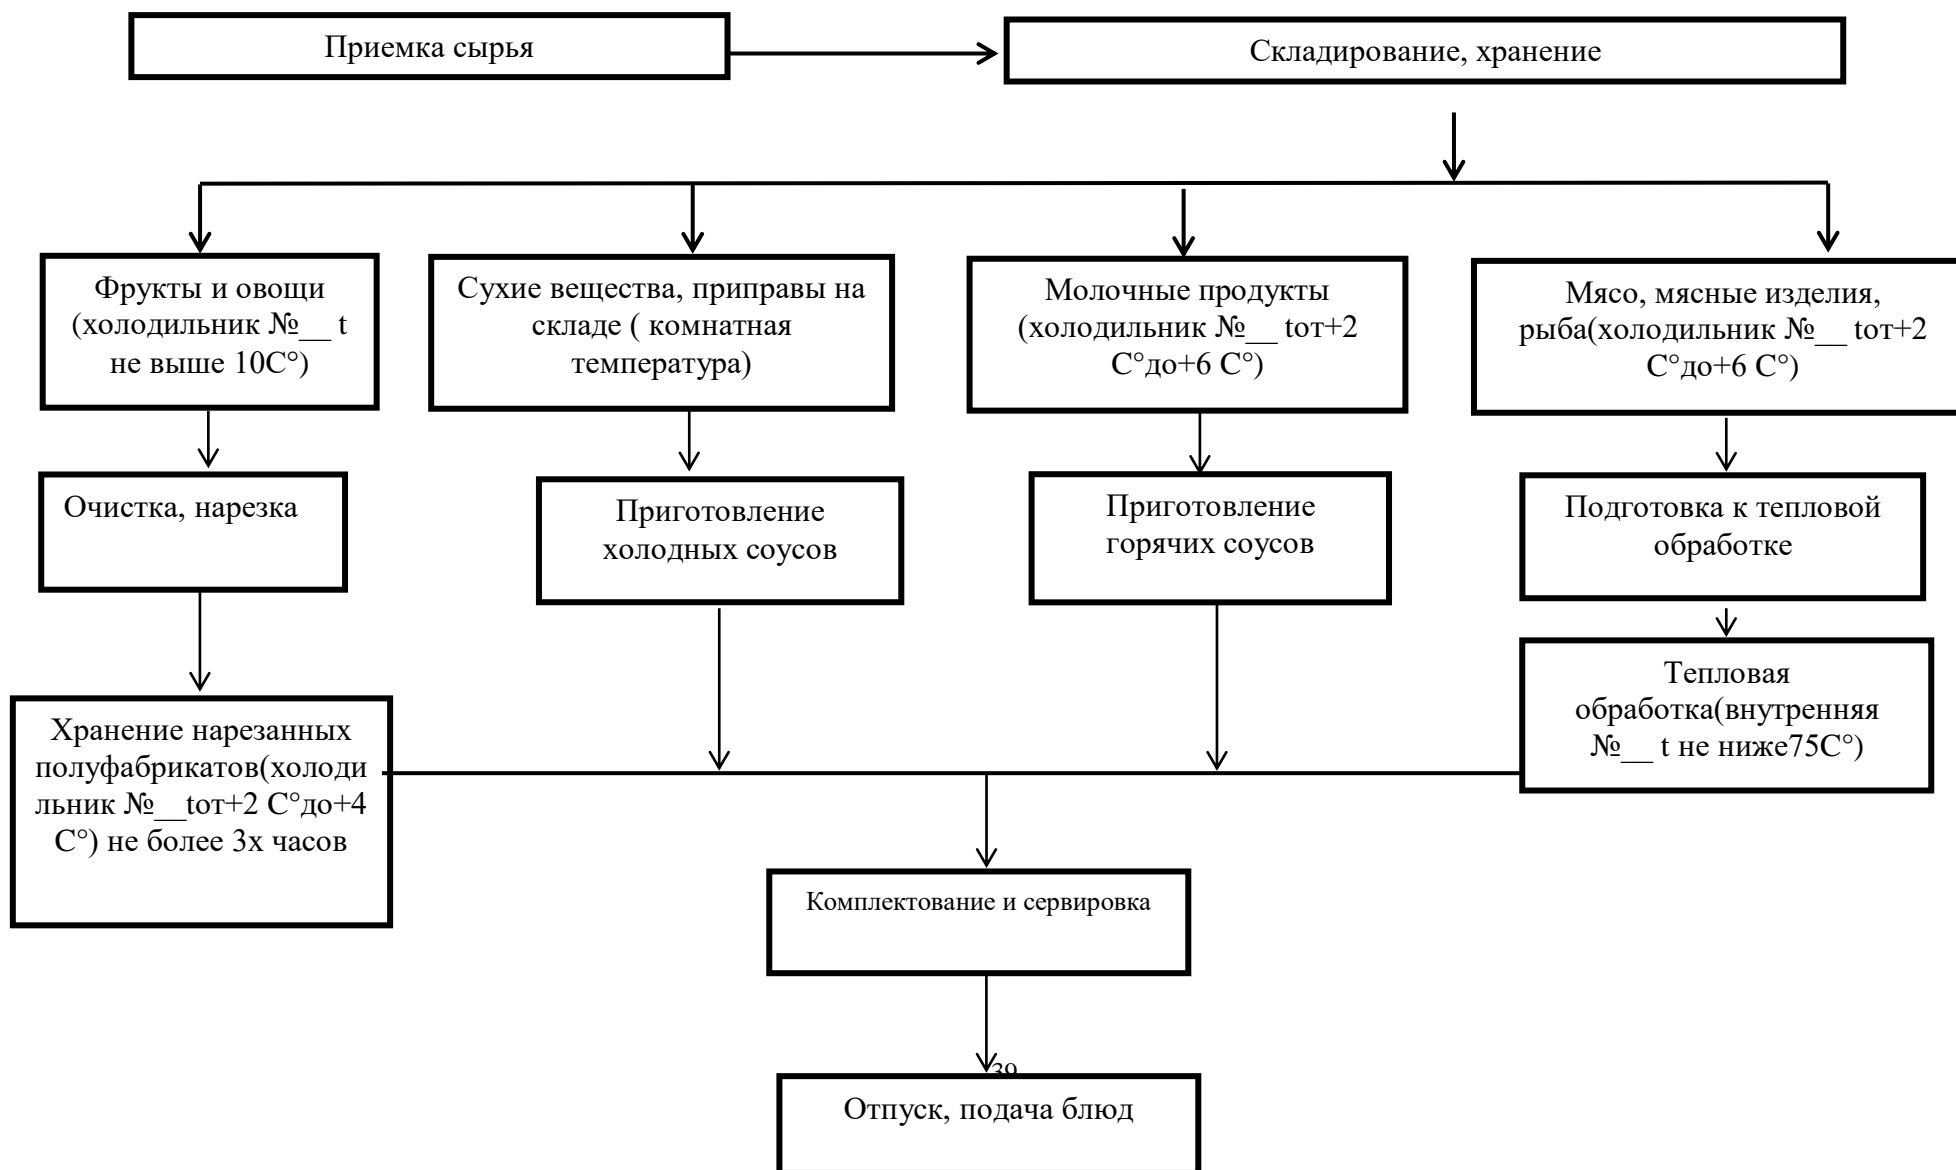 Приемка сырья
Складирование, хранение
Фрукты и овощи
(холодильник №__ t
не выше 10С°)
Сухие вещества, приправы на
складе ( комнатная
температура)
Молочные продукты
(холодильник №__ tот+2
С°до+6 С°)
Мясо, мясные изделия,
рыба(холодильник №__ tот+2
С°до+6 С°)
Очистка, нарезка
Приготовление
холодных соусов
Приготовление
горячих соусов
Подготовка к тепловой
обработке
Хранение нарезанных
полуфабрикатов(холоди
льник №__tот+2 С°до+4
С°) не более 3х часов
Тепловая
обработка(внутренняя
№__ t не ниже75С°)
Комплектование и сервировка
39
Отпуск, подача блюд